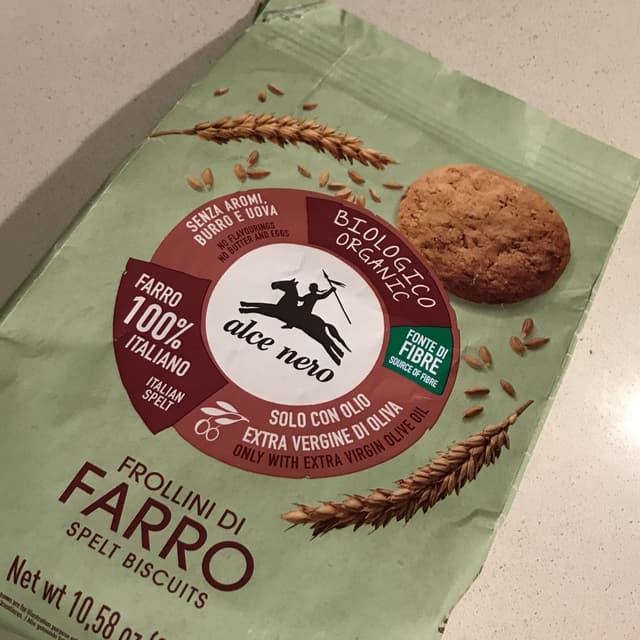 SENZA AROMI,
BURRO E UOVA
NO FLAVOURINGS
NO BUTTER AND EGGS
BIOLOGICO
ORGANIC
FARRO
100%
ITALIANO
ITALIAN
SPELT
alce nero
FONTE DI
FIBRE
SOURCE OF FIBRE
SOLO CON OLIO
EXTRA VERGINE DI OLIVA
ONLY WITH EXTRA VIRGIN OLIVE OIL
FROLLINI DI
FARRO
SPELT BISCUITS
Net wt 10,58 oz